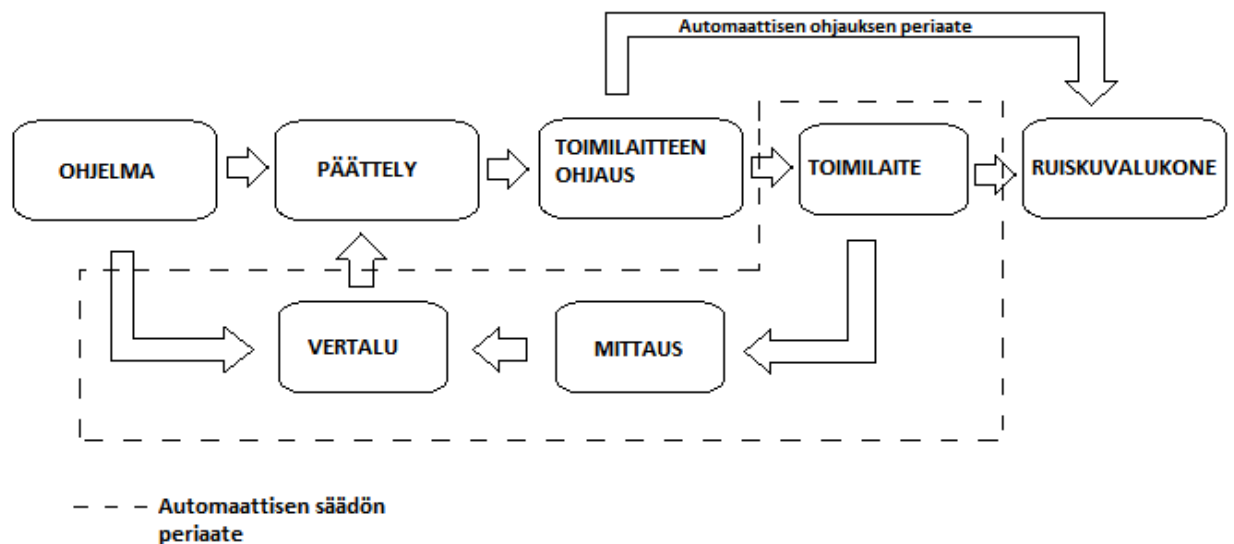 Automaattisen ohjauksen periaate
OHJELMA
PÄÄTTELY
TOIMILAITTEEN
OHJAUS
TOIMILAITE
RUISKUVALUKONE
VERTALU
MITTAUS
Automaattisen säädön
periaate